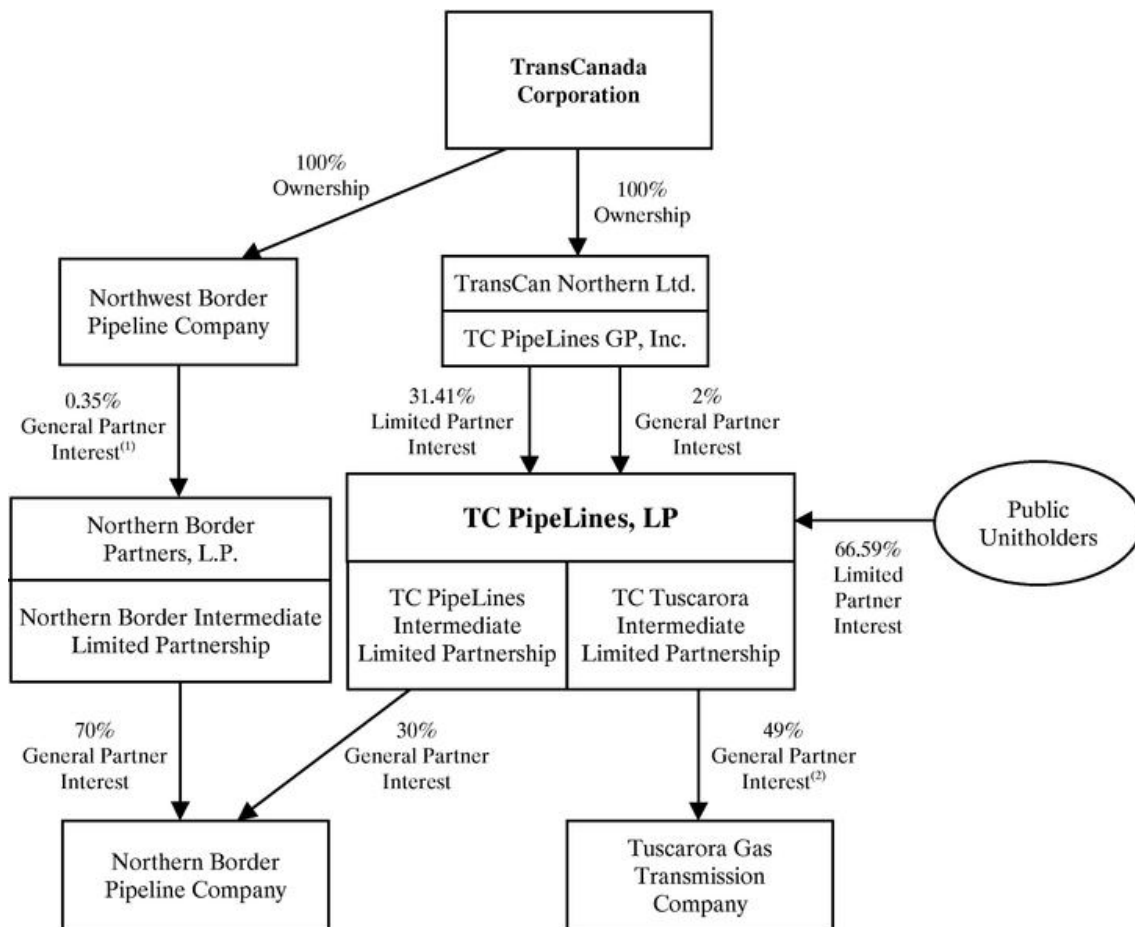 TransCanada
Corporation
100%
Ownership
100%
Ownership
Northwest Border
Pipeline Company
TransCan Northern Ltd.
TC PipeLines GP, Inc.
0.35%
General Partner
Interest(1)
31.41%
Limited Partner
Interest
2%
General Partner
Interest
Northern Border
Partners, L.P.
Northern Border Intermediate
Limited Partnership
TC PipeLines, LP
TC PipeLines
Intermediate
Limited Partnership
TC Tuscarora
Intermediate
Limited Partnership
Public
Unitholders
66.59%
Limited
Partner
Interest
70%
General Partner
Interest
30%
General Partner
Interest
49%
General Partner
Interest(2)
Northern Border
Pipeline Company
Tuscarora Gas
Transmission
Company